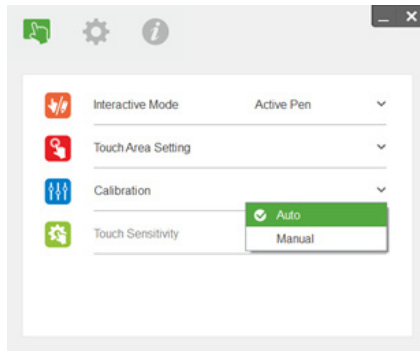 Interactive Mode Active Pen
Touch Area Setting
Calibration
Auto
Touch Sensitivity
Manual